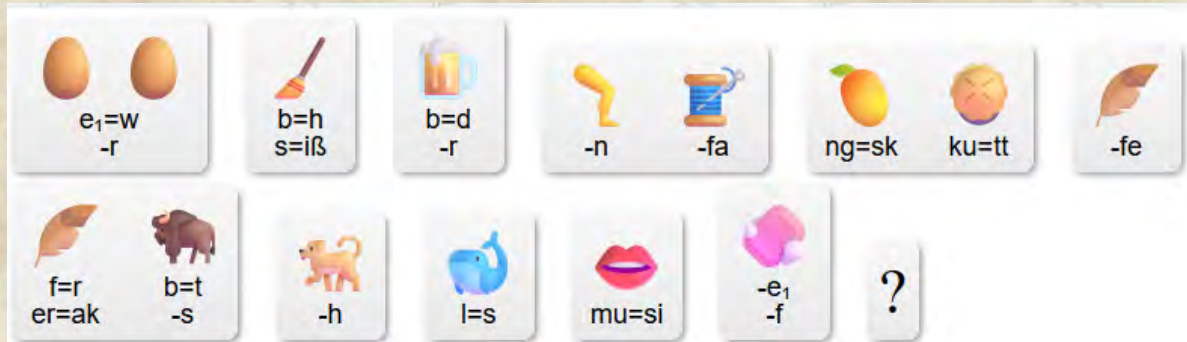 e₁=w
-r
b=h
s=iß
b=d
-r
-n -fa
ng=sk ku=tt
-fe
f=r b=t
er=ak -s
-h
l=s
mu=si
-e₁
-f
?